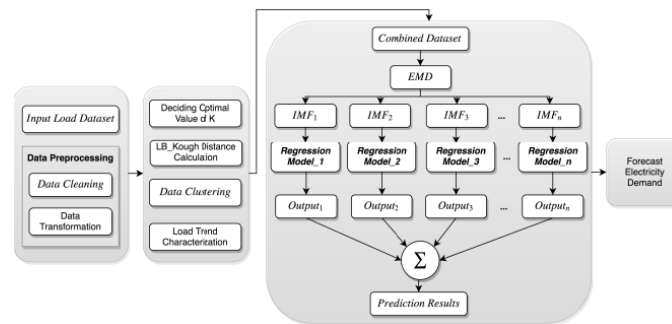 Input Load Dataset
Data Preprocessing
Data Cleaning
Data
Transformation
Deciding Optimal
Value of K
LB_Kough Distance
Calculation
Data Clustering
Load Trend
Characterization
Combined Dataset
EMD
IMF1 IMF2 IMF3 ... IMFn
Regression Model_1
Regression Model_2
Regression Model_3
...
Regression Model_n
Output1 Output2 Output3 ... Outputn
Σ
Prediction Results
Forecast
Electricity
Demand